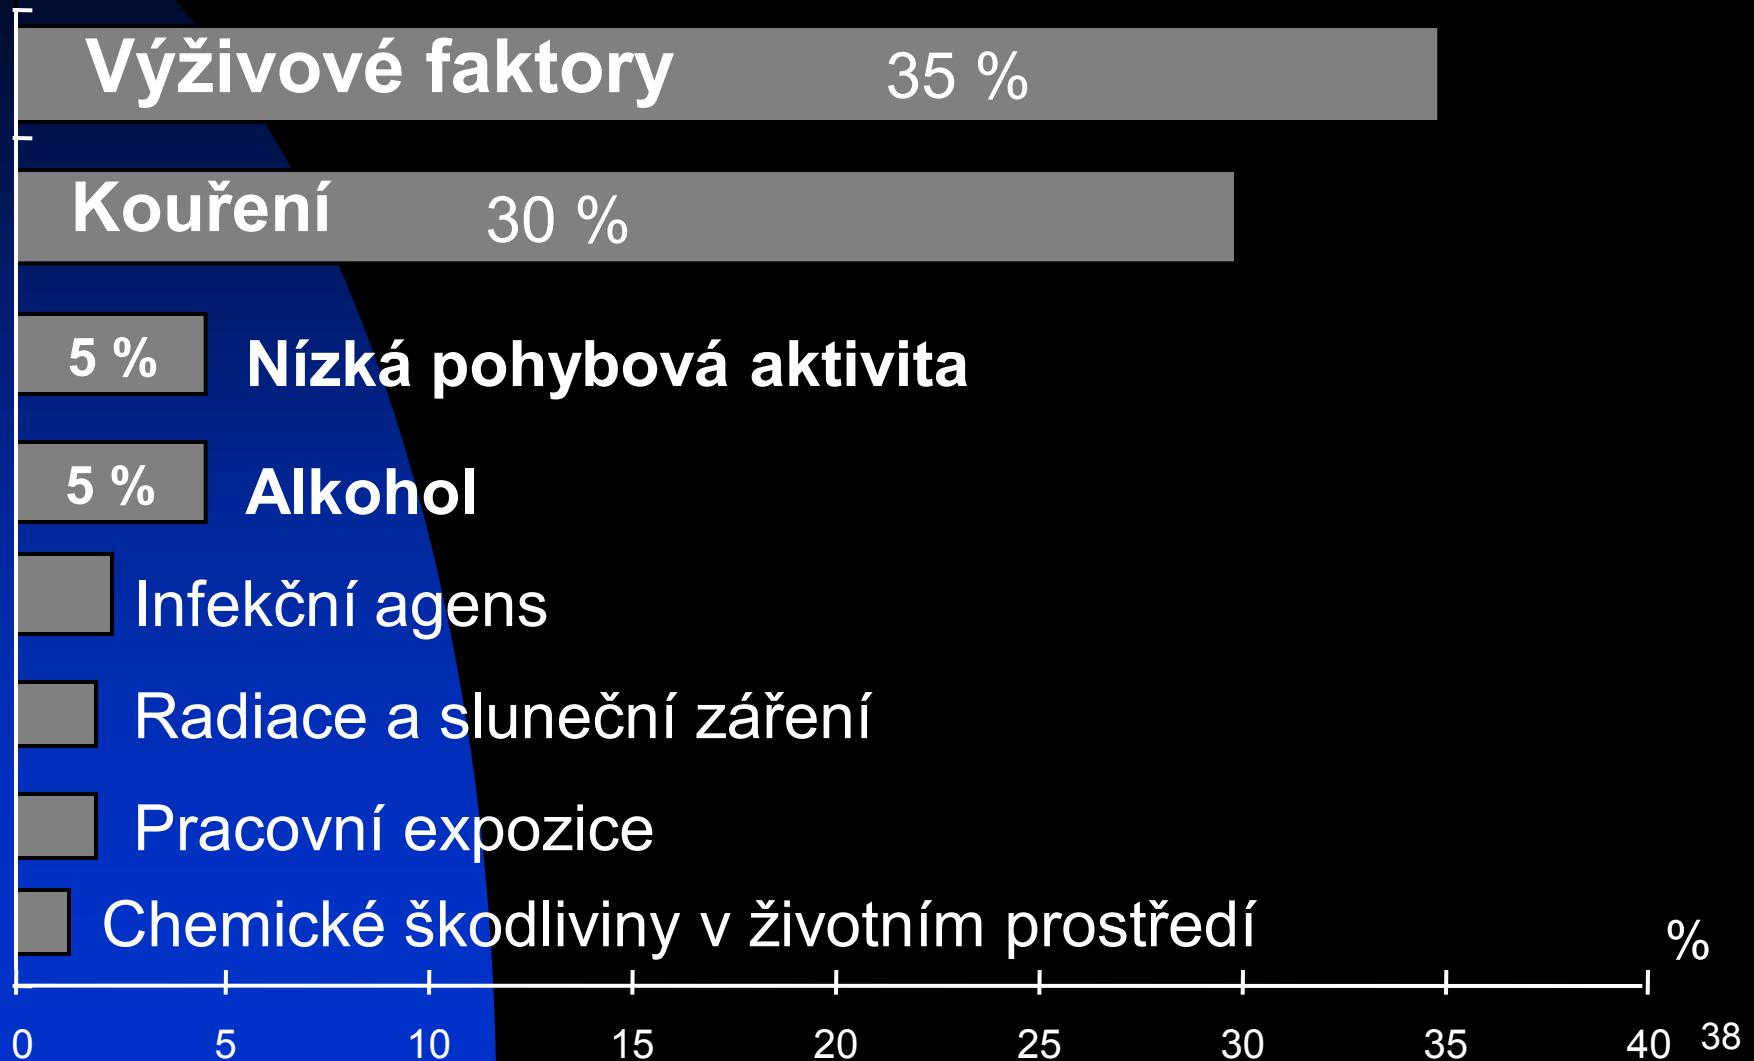 Výživové faktory 35 %
Kouření 30 %
5 % Nízká pohybová aktivita
5 % Alkohol
Infekční agens
Radiace a sluneční záření
Pracovní expozice
Chemické škodliviny v životním prostředí %
0 5 10 15 20 25 30 35 40 38